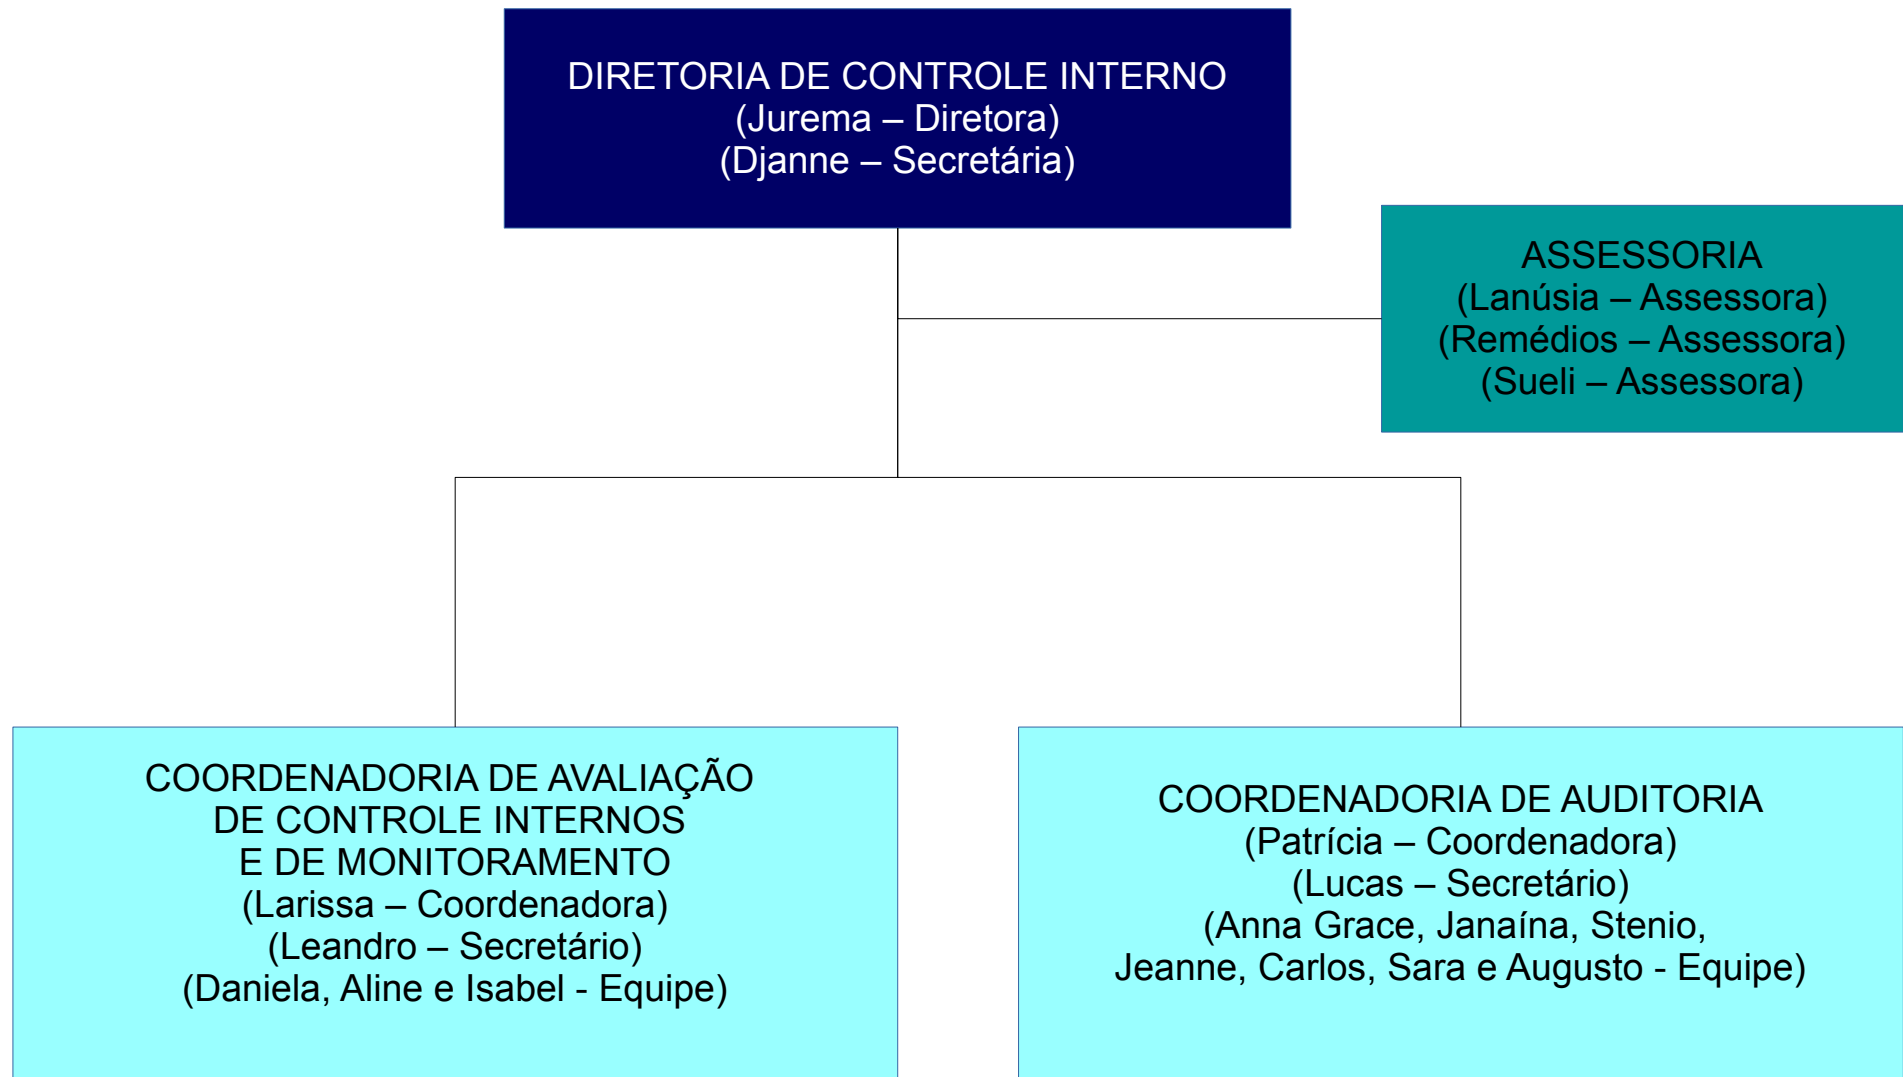 DIRETORIA DE CONTROLE INTERNO
(Jurema – Diretora)
(Djanne – Secretária)
ASSESSORIA
(Lanúsia – Assessora)
(Remédios – Assessora)
(Sueli – Assessora)
COORDENADORIA DE AVALIAÇÃO
DE CONTROLE INTERNOS
E DE MONITORAMENTO
(Larissa – Coordenadora)
(Leandro – Secretário)
(Daniela, Aline e Isabel - Equipe)
COORDENADORIA DE AUDITORIA
(Patrícia – Coordenadora)
(Lucas – Secretário)
(Anna Grace, Janaína, Stenio,
Jeanne, Carlos, Sara e Augusto - Equipe)